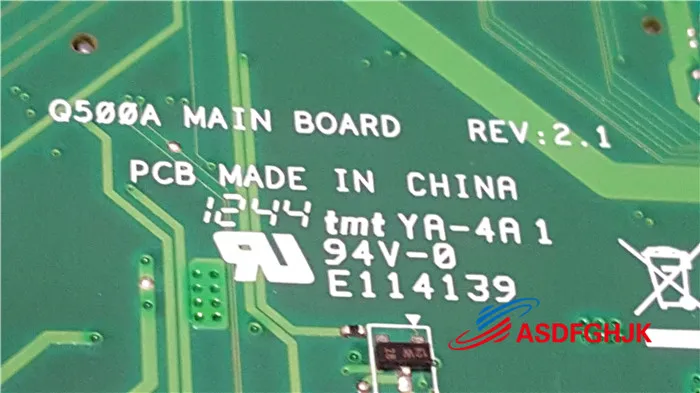 Q500A MAIN BOARD REV:2.1
PCB MADE IN CHINA
1244 tmt YA-4A 1
94V-0
E114139
ASDFGHJK
12W